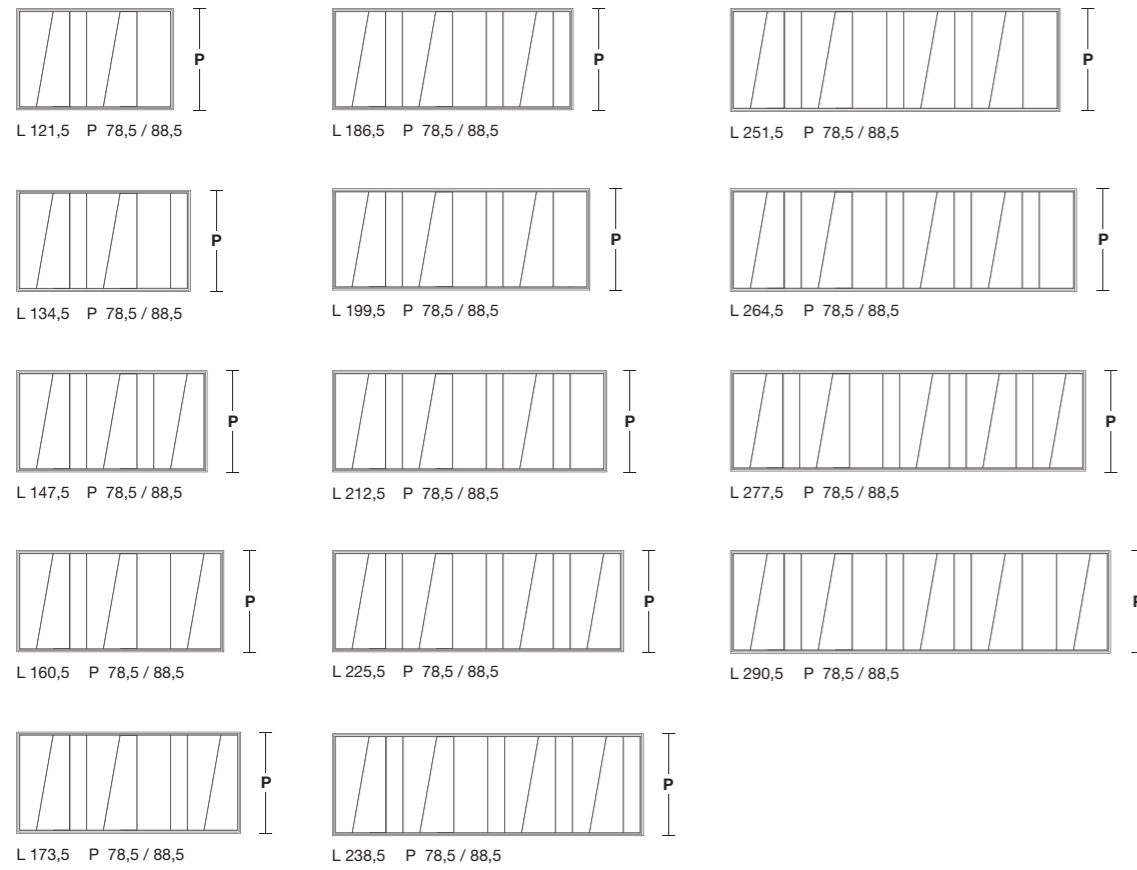 P
L 121,5 P 78,5 / 88,5
P
L 186,5 P 78,5 / 88,5
P
L 251,5 P 78,5 / 88,5
P
L 134,5 P 78,5 / 88,5
P
L 199,5 P 78,5 / 88,5
P
L 264,5 P 78,5 / 88,5
P
L 147,5 P 78,5 / 88,5
P
L 212,5 P 78,5 / 88,5
P
L 277,5 P 78,5 / 88,5
P
L 160,5 P 78,5 / 88,5
P
L 225,5 P 78,5 / 88,5
P
L 290,5 P 78,5 / 88,5
P
L 173,5 P 78,5 / 88,5
P
L 238,5 P 78,5 / 88,5